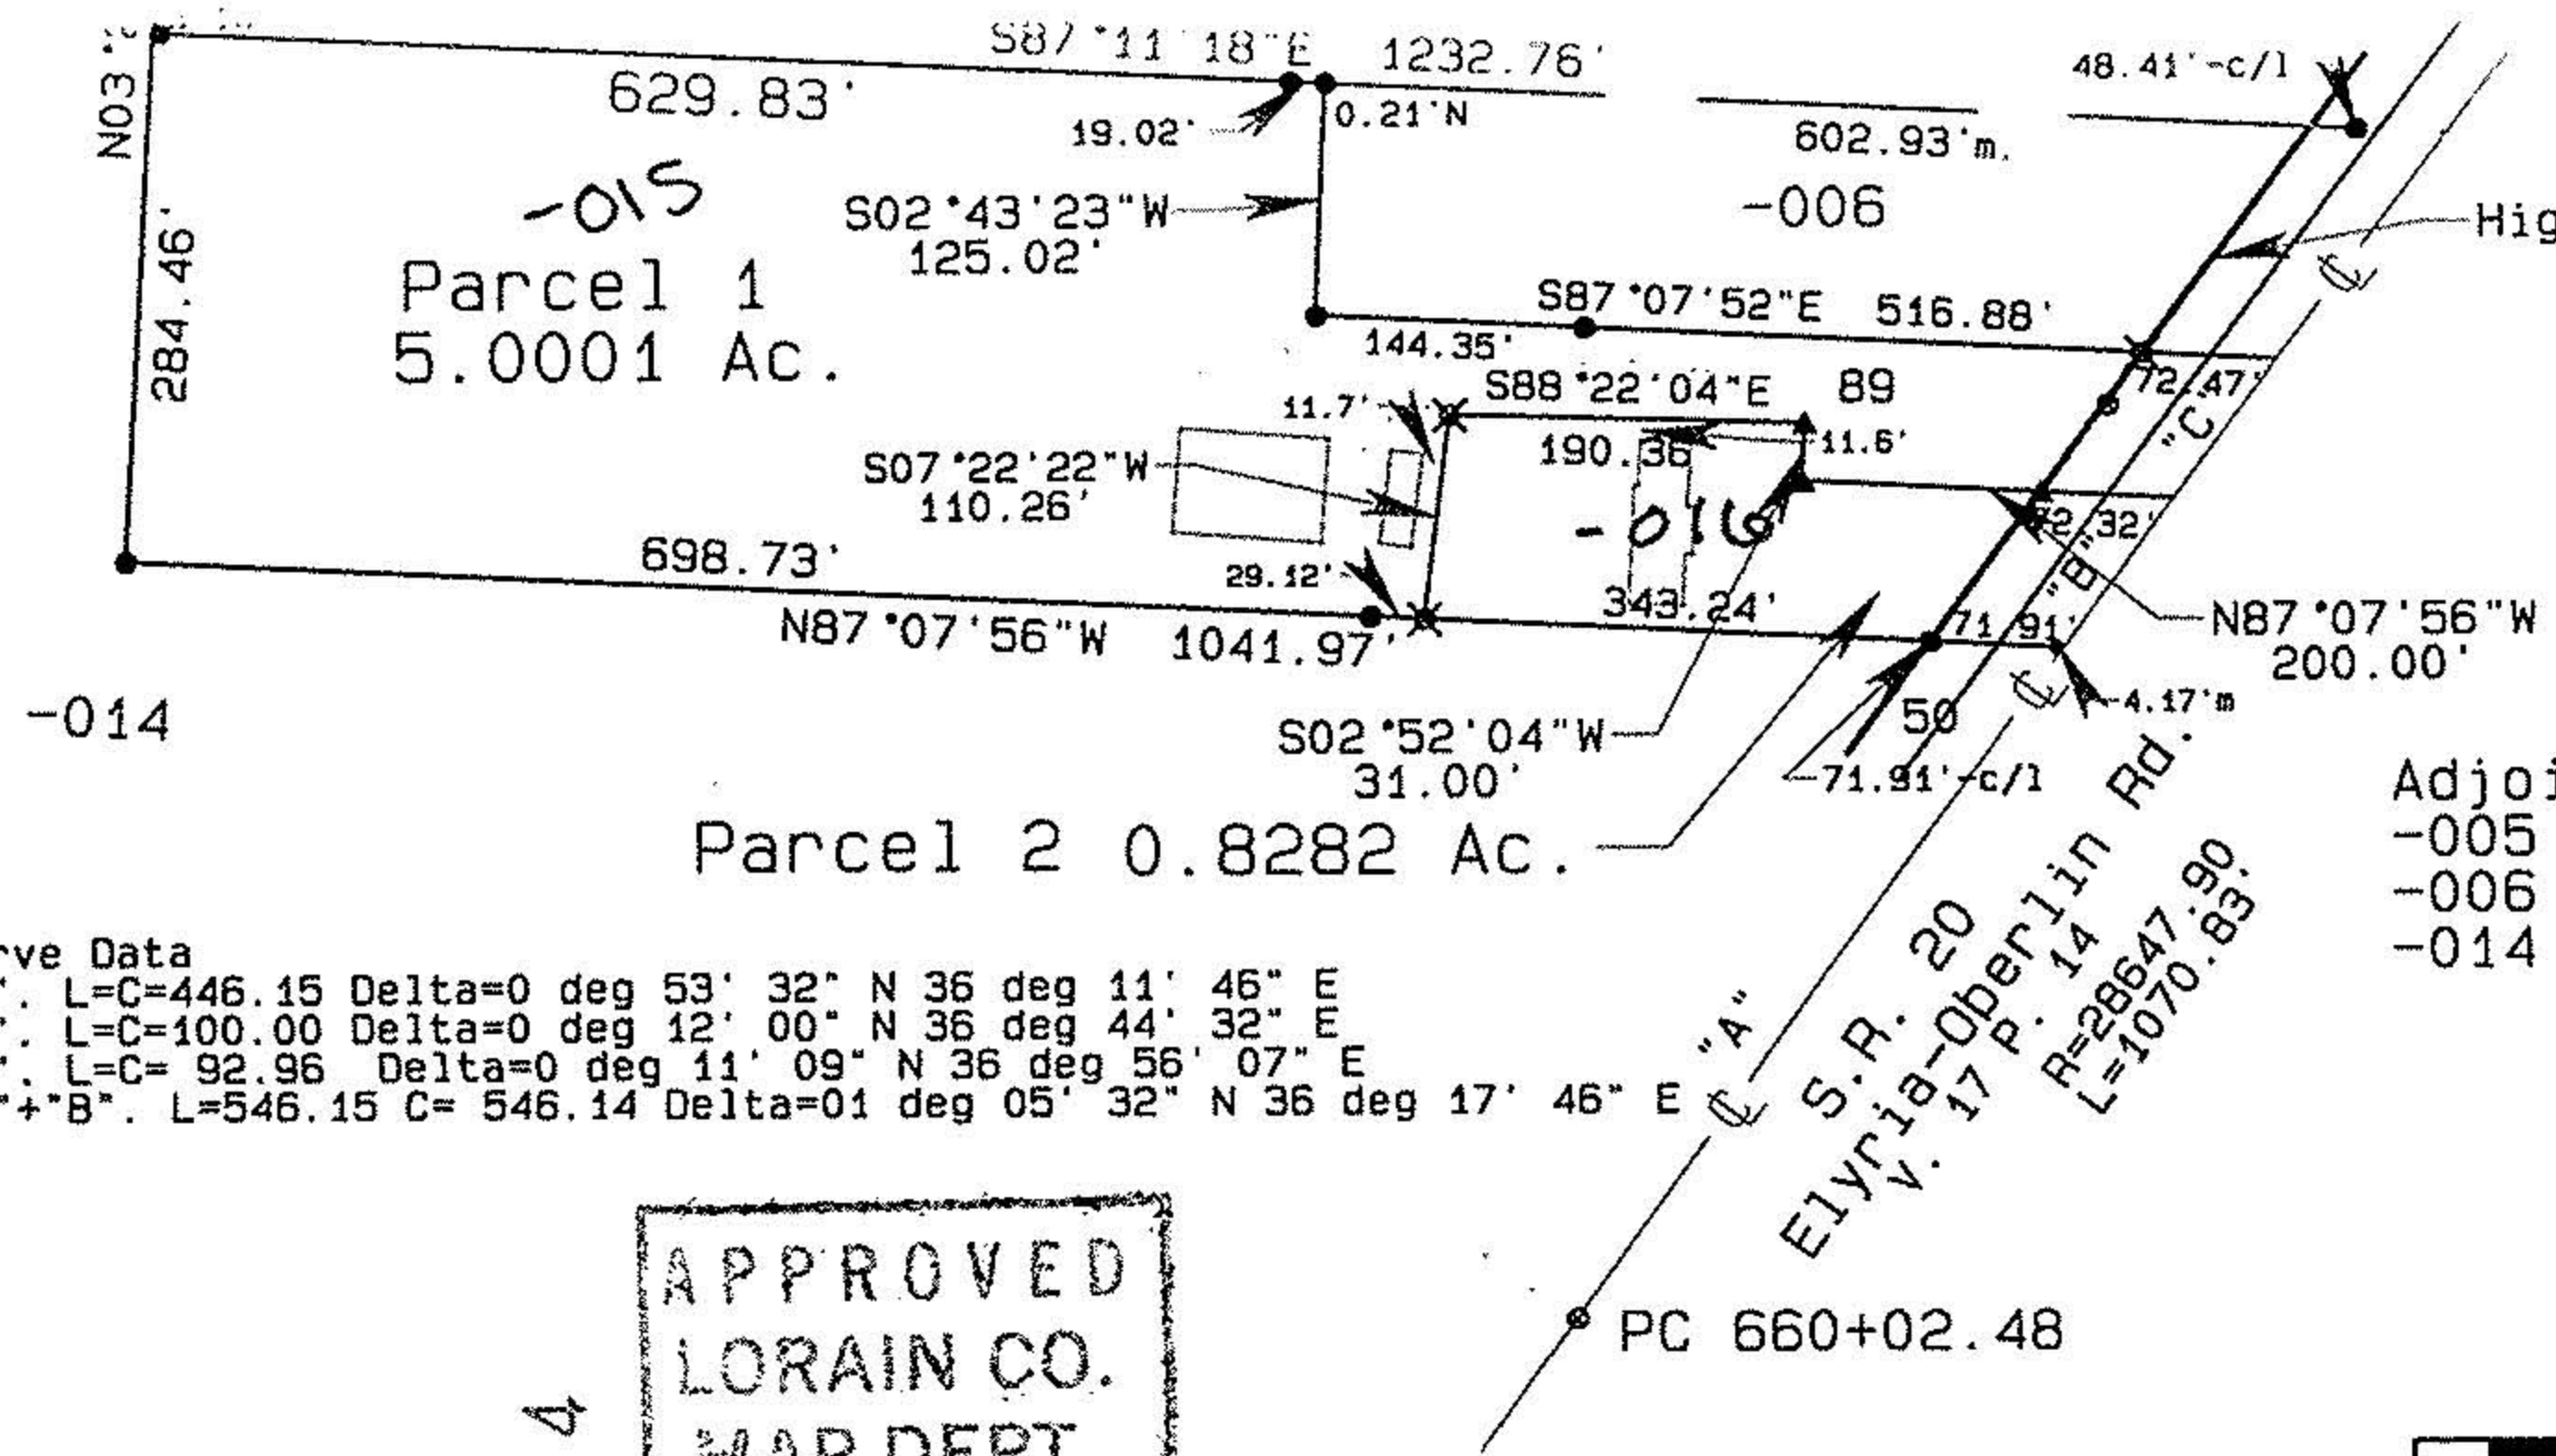 S87°11'18"E 1232.76'
48.41'-c/l
N03°
629.83'
19.02'
0.21'N
602.93'm.
-015
S02°43'23"W
125.02'
-006
Hig
284.46'
Parcel 1
5.0001 Ac.
S87°07'52"E 516.88'
144.35'
72.47'
S88°22'04"E 89
11.7'
190.36
11.6'
"C"
S07°22'22"W
110.26'
-016
72.32'
"B"
698.73'
29.12'
343.24'
N87°07'56"W 1041.97'
71.91'
N87°07'56"W
200.00'
-014
50
-4.17'm
S02°52'04"W
31.00'
-71.91'-c/l
Parcel 2 0.8282 Ac.
Adjoi
-005
-006
-014
rve Data
". L=C=446.15 Delta=0 deg 53' 32" N 36 deg 11' 46" E
". L=C=100.00 Delta=0 deg 12' 00" N 36 deg 44' 32" E
". L=C= 92.96 Delta=0 deg 11' 09" N 36 deg 56' 07" E
"+"B". L=546.15 C= 546.14 Delta=01 deg 05' 32" N 36 deg 17' 46" E
"A"
S.R. 20
Elyria-Oberlin Rd.
V. 17 P. 14
R=28647.90.
L=1070.83'
PC 660+02.48
APPROVED
LORAIN CO.
MAP DEPT
4